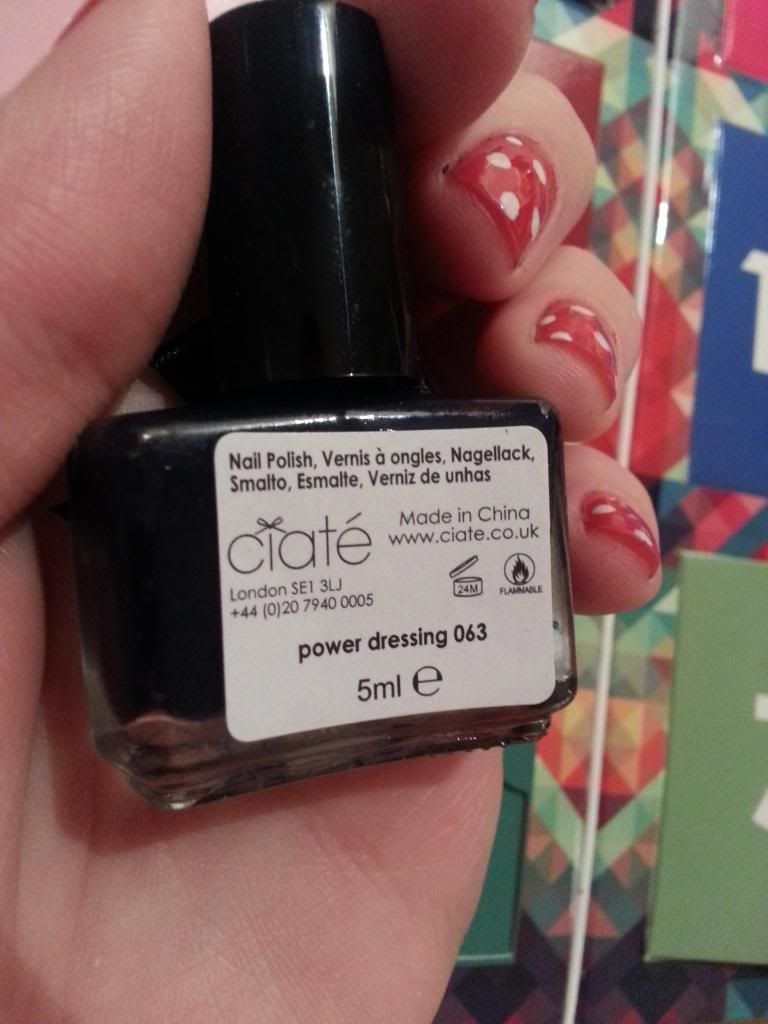 Nail Polish, Vernis à ongles, Nagellack,
Smalto, Esmalte, Verniz de unhas
ciaté
Made in China
www.ciate.co.uk
London SE1 3LJ
+44 (0)20 7940 0005
24M
FLAMMABLE
power dressing 063
5ml e